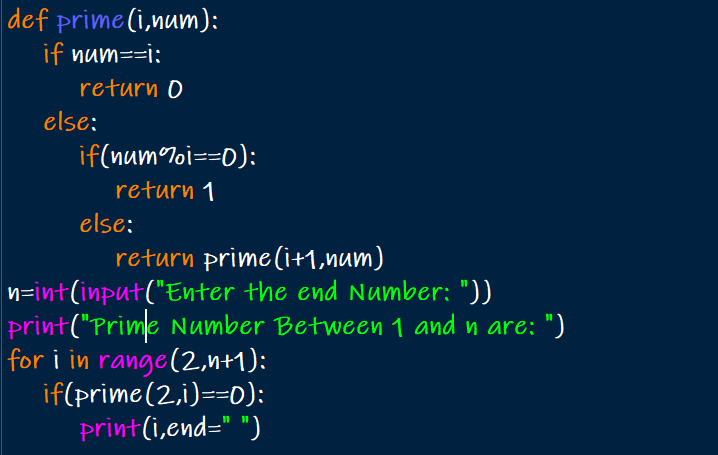 def prime(i,num):
    if num==i:
        return 0
    else:
        if(num%i==0):
            return 1
        else:
            return prime(i+1,num)
n=int(input("Enter the end Number: "))
print("Prime Number Between 1 and n are: ")
for i in range(2,n+1):
    if(prime(2,i)==0):
        print(i,end=" ")